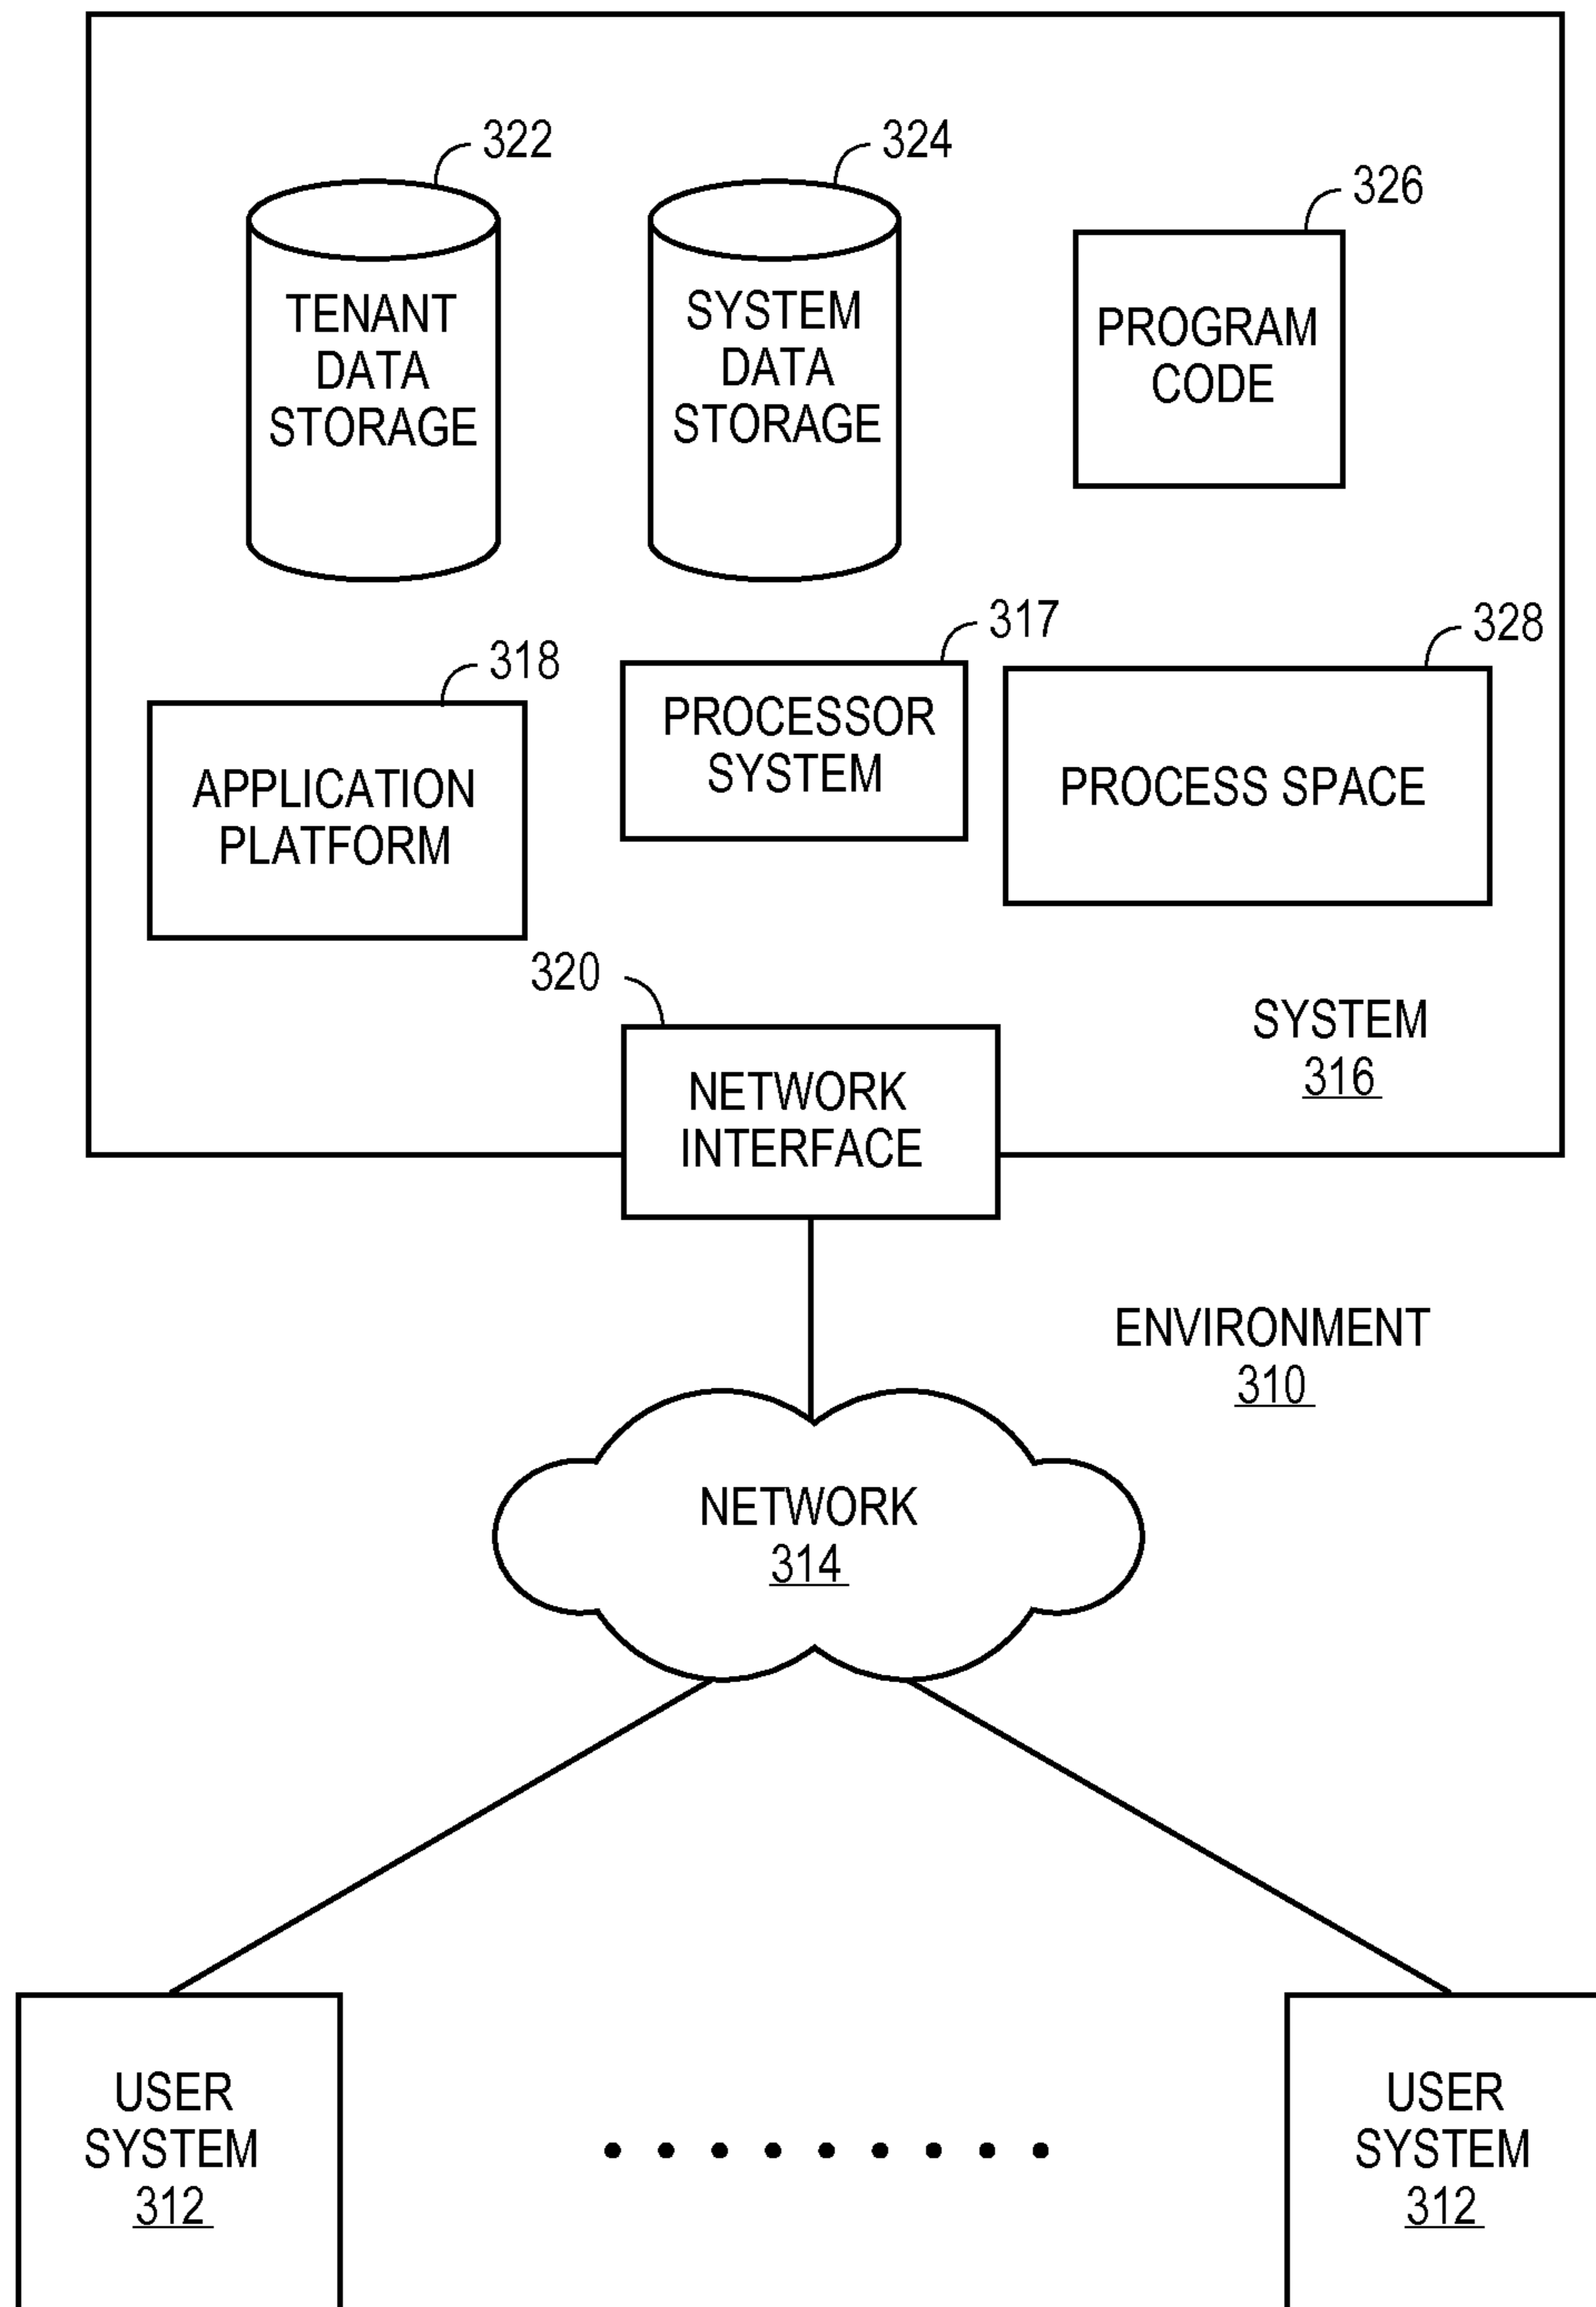 322
324
326
TENANT
DATA
STORAGE
SYSTEM
DATA
STORAGE
PROGRAM
CODE
318
317
328
APPLICATION
PLATFORM
PROCESSOR
SYSTEM
PROCESS SPACE
320
NETWORK
INTERFACE
SYSTEM
316
ENVIRONMENT
310
NETWORK
314
USER
SYSTEM
312
USER
SYSTEM
312